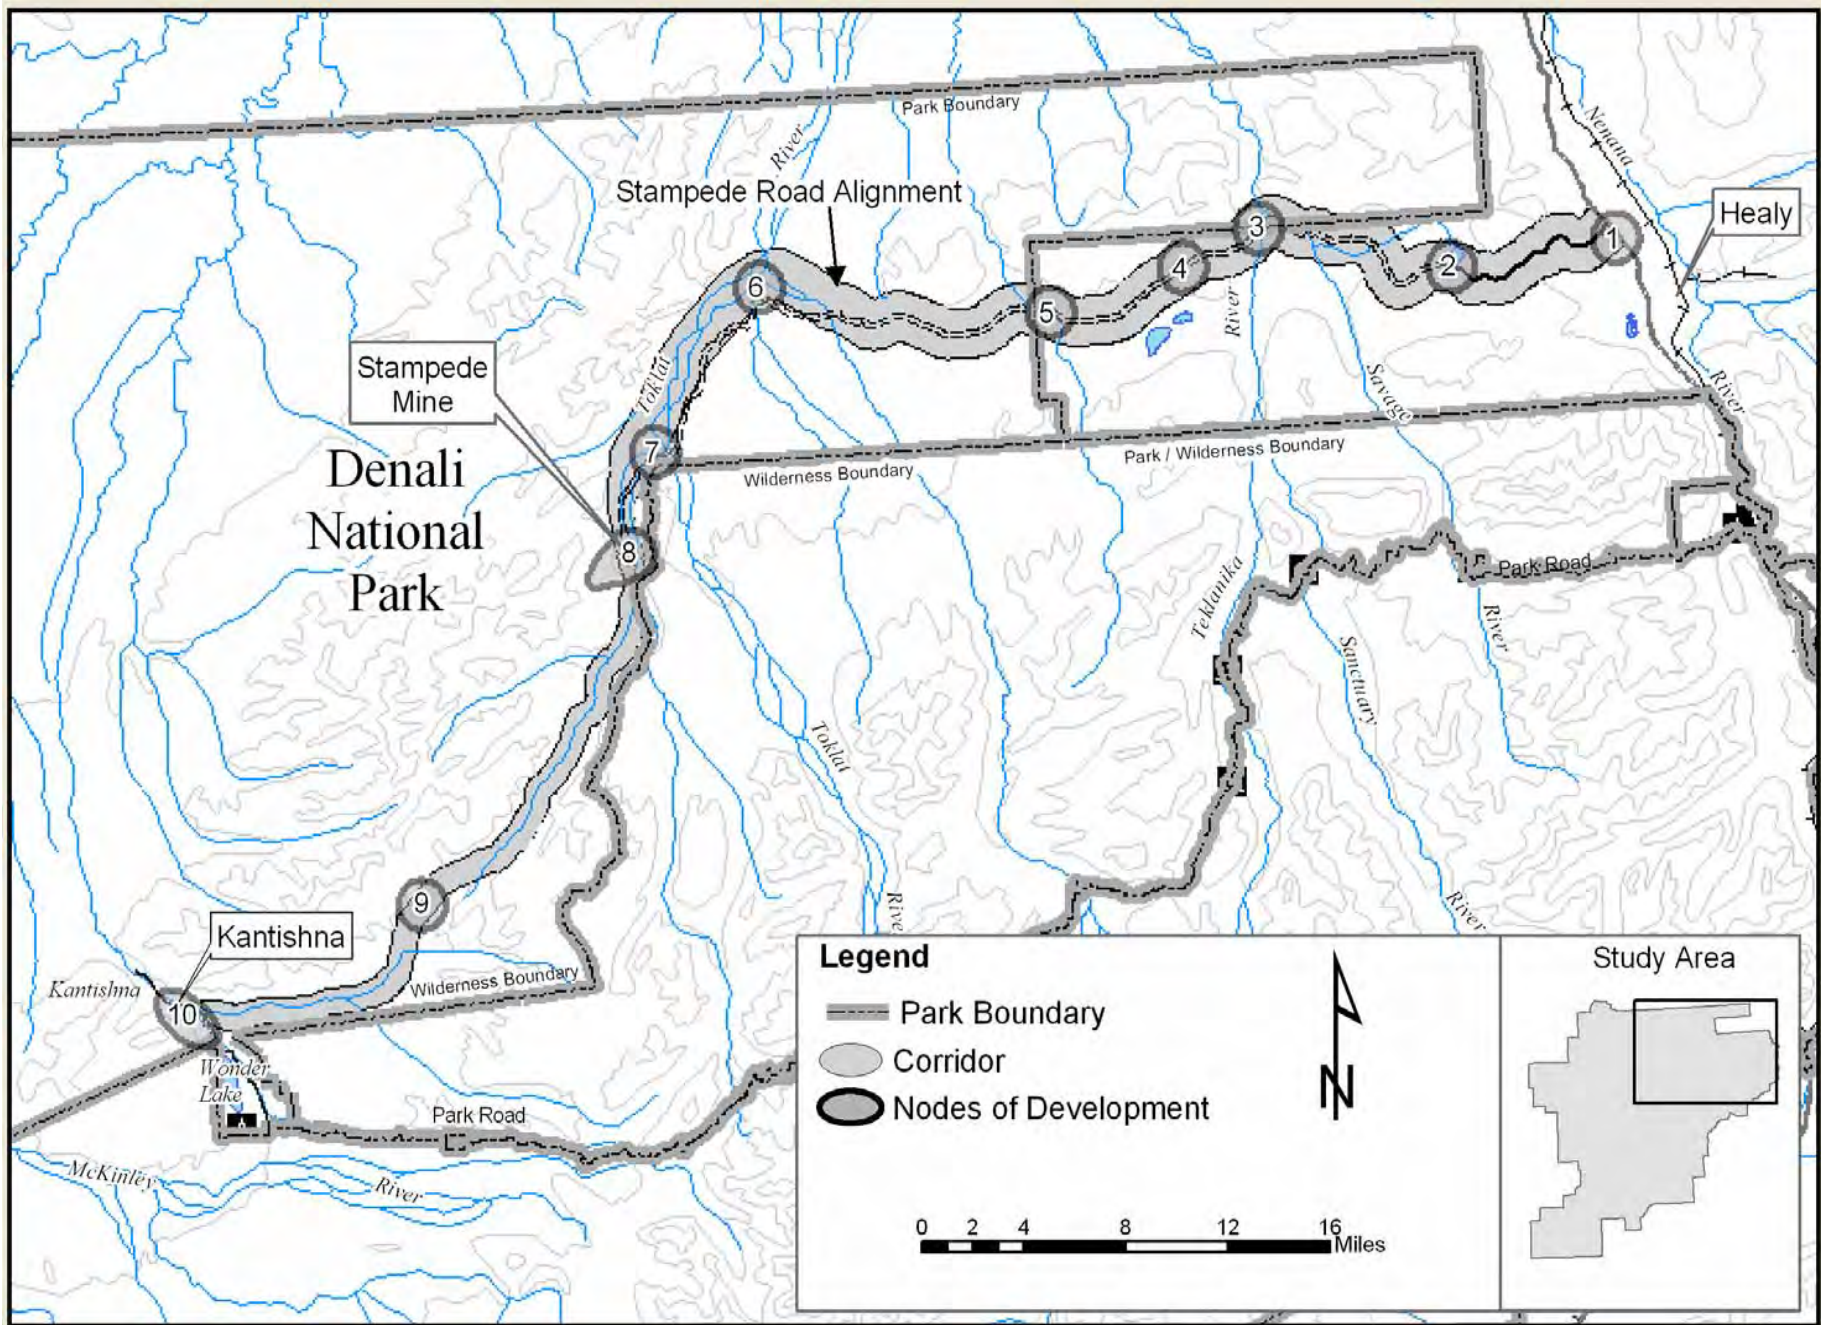 Park Boundary
River
Nenana
Stampede Road Alignment
Healy
1
2
3
4
5
6
River
Stampede
Mine
Toklat
Savage
River
7
Wilderness Boundary
Park / Wilderness Boundary
Denali
National
Park
8
Park Road
Teklanika
River
Sanctuary
Toklat
9
River
Kantishna
Kantishna
10
Wilderness Boundary
Wonder
Lake
Park Road
McKinley
River
Legend
Park Boundary
Corridor
Nodes of Development
N
0 2 4 8 12 16
Miles
Study Area